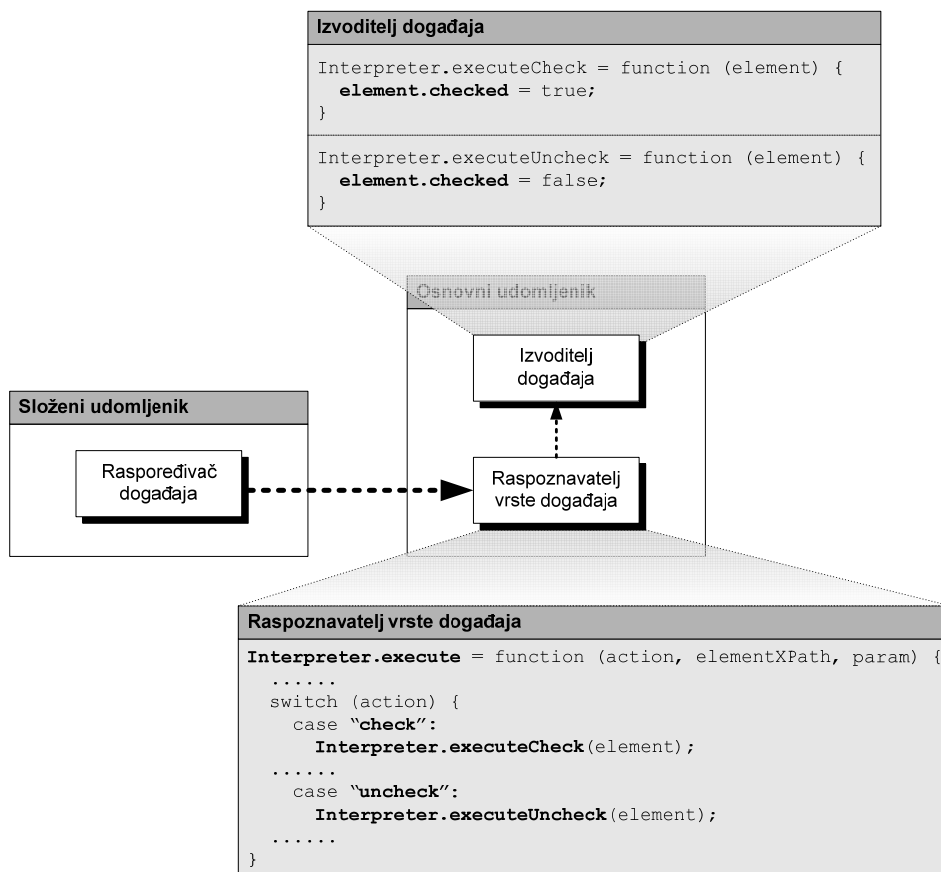 Izvoditelj događaja
Interpreter.executeCheck = function (element) {
  element.checked = true;
}
Interpreter.executeUncheck = function (element) {
  element.checked = false;
}
Osnovni udomljenik
Izvoditelj
događaja
Složeni udomljenik
Raspoređivač
događaja
Raspoznavatelj
vrste događaja
Raspoznavatelj vrste događaja
Interpreter.execute = function (action, elementXPath, param) {
  ......
  switch (action) {
    case “check”:
      Interpreter.executeCheck(element);
  ......
    case “uncheck”:
      Interpreter.executeUncheck(element);
  ......
}